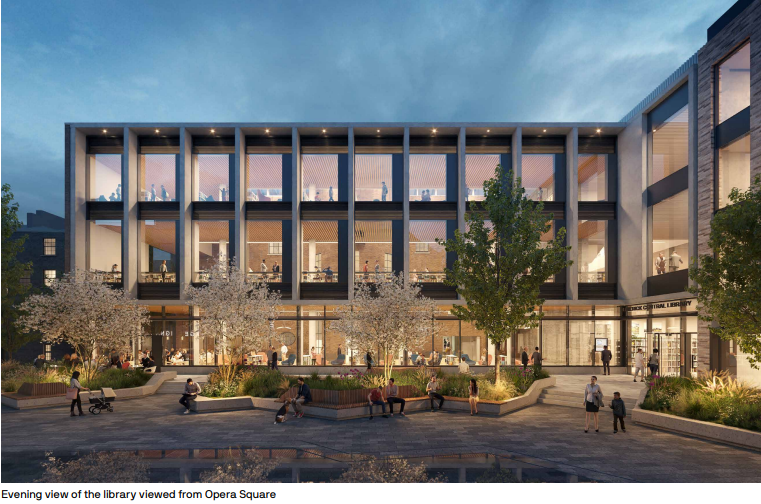 CENTRAL LIBRARY
Evening view of the library viewed from Opera Square